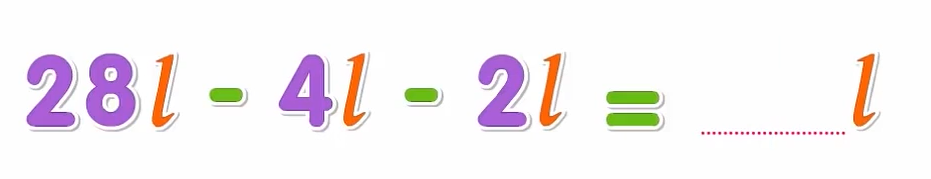 28l - 4l - 2l = ............ l